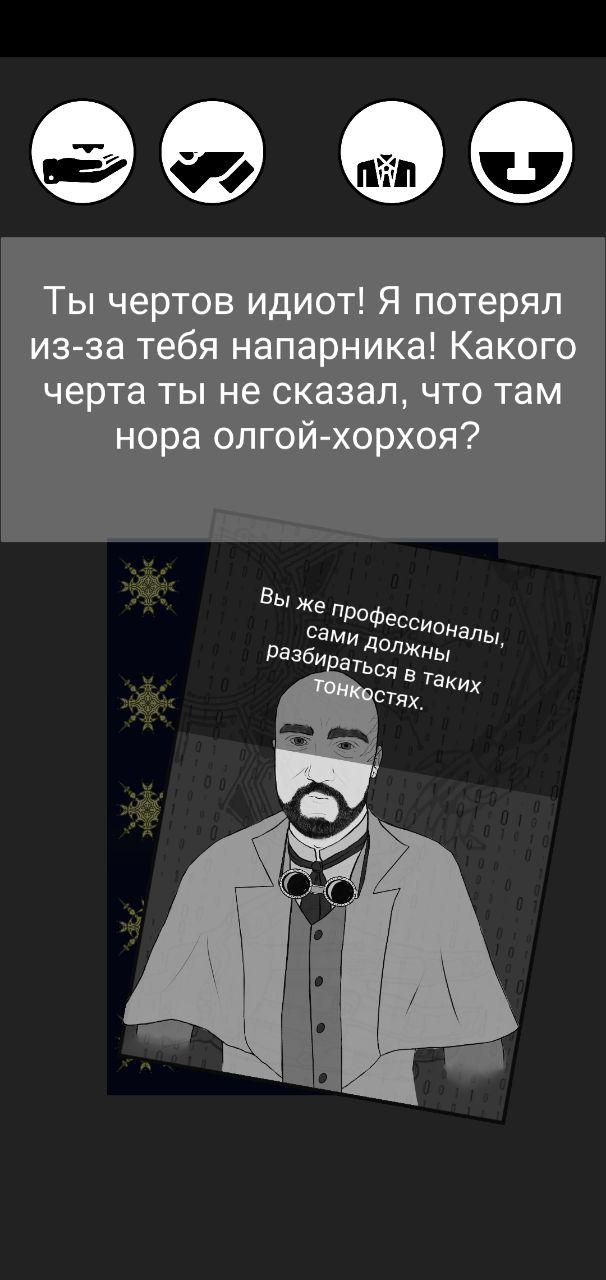 Ты чертов идиот! Я потерял
из-за тебя напарника! Какого
черта ты не сказал, что там
нора олгой-хорхоя?
Вы же профессионалы,
сами должны
разбираться в таких
тонкостях.